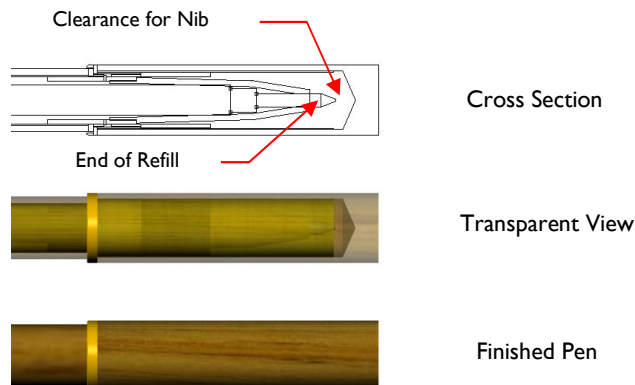 Clearance for Nib
Cross Section
End of Refill
Transparent View
Finished Pen